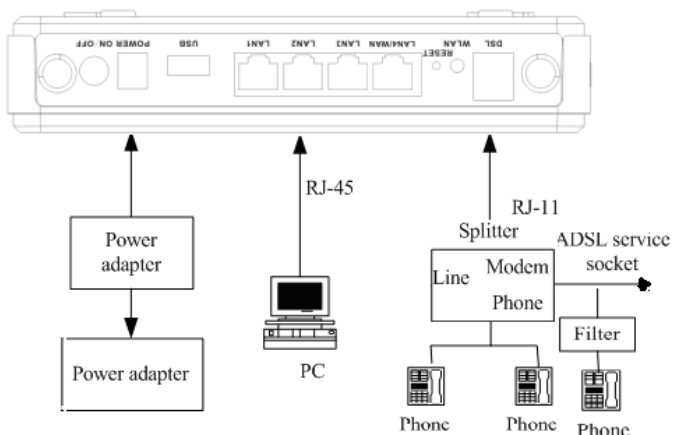 ON/OFF POWER USB LAN1 LAN2 LAN3 LAN4/WAN RESET WLAN DSL
RJ-45
RJ-11
Splitter
ADSL service
socket
Power
adapter
Line
Modem
Phone
Filter
Power adapter
PC
Phone
Phone
Phone